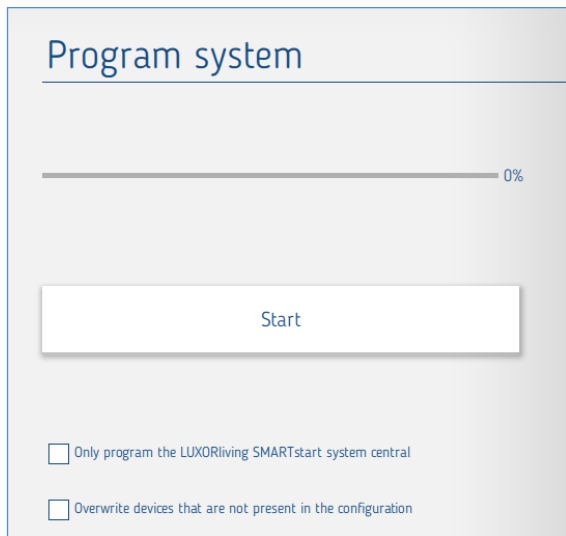 Program system
0%
Start
Only program the LUXORliving SMARTstart system central
Overwrite devices that are not present in the configuration